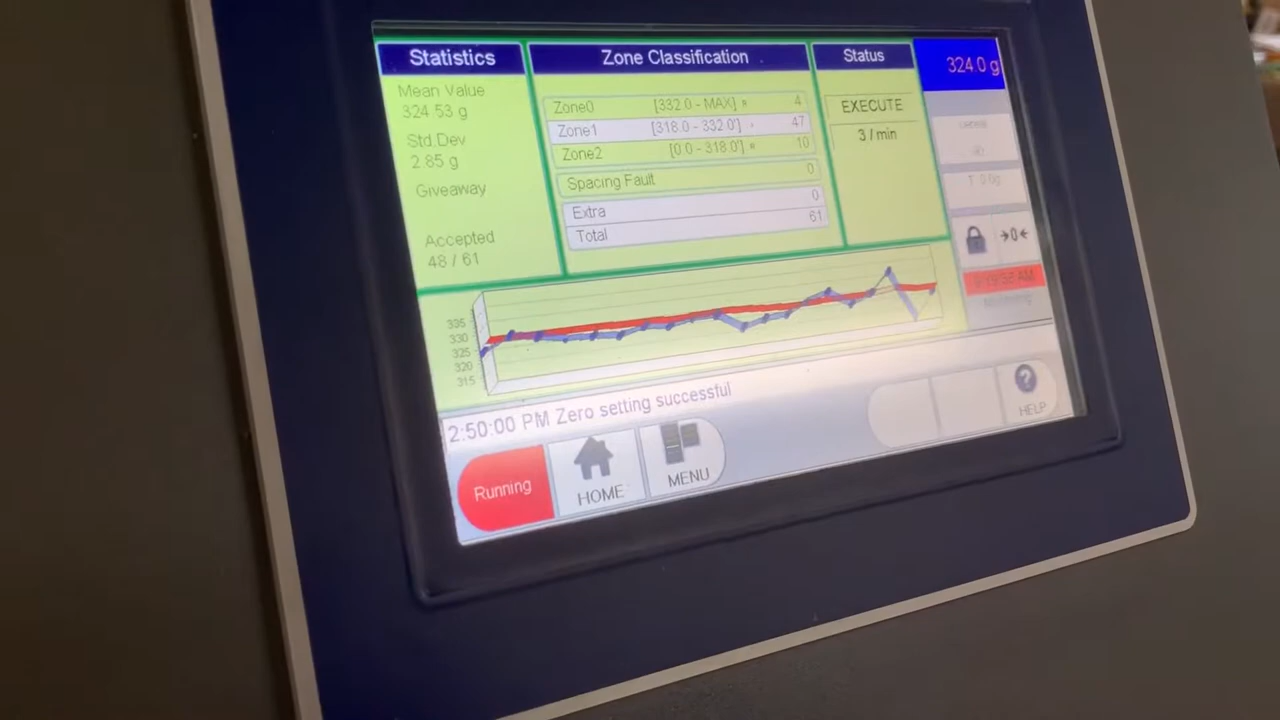 Statistics
Mean Value
324.53 g
Std.Dev
2.85 g
Giveaway
Accepted
48 / 61
Zone Classification
Zone0 [332.0 - MAX] 4
Zone1 [318.0 - 332.0'] 47
Zone2 [0.0 - 318.0'] 10
Spacing Fault 0
Extra 0
Total 61
Status
EXECUTE
3 / min
324.0 g
→0←
335
330
325
320
315
2:50:00 PM Zero setting successful
Running
HOME
MENU
?
HELP